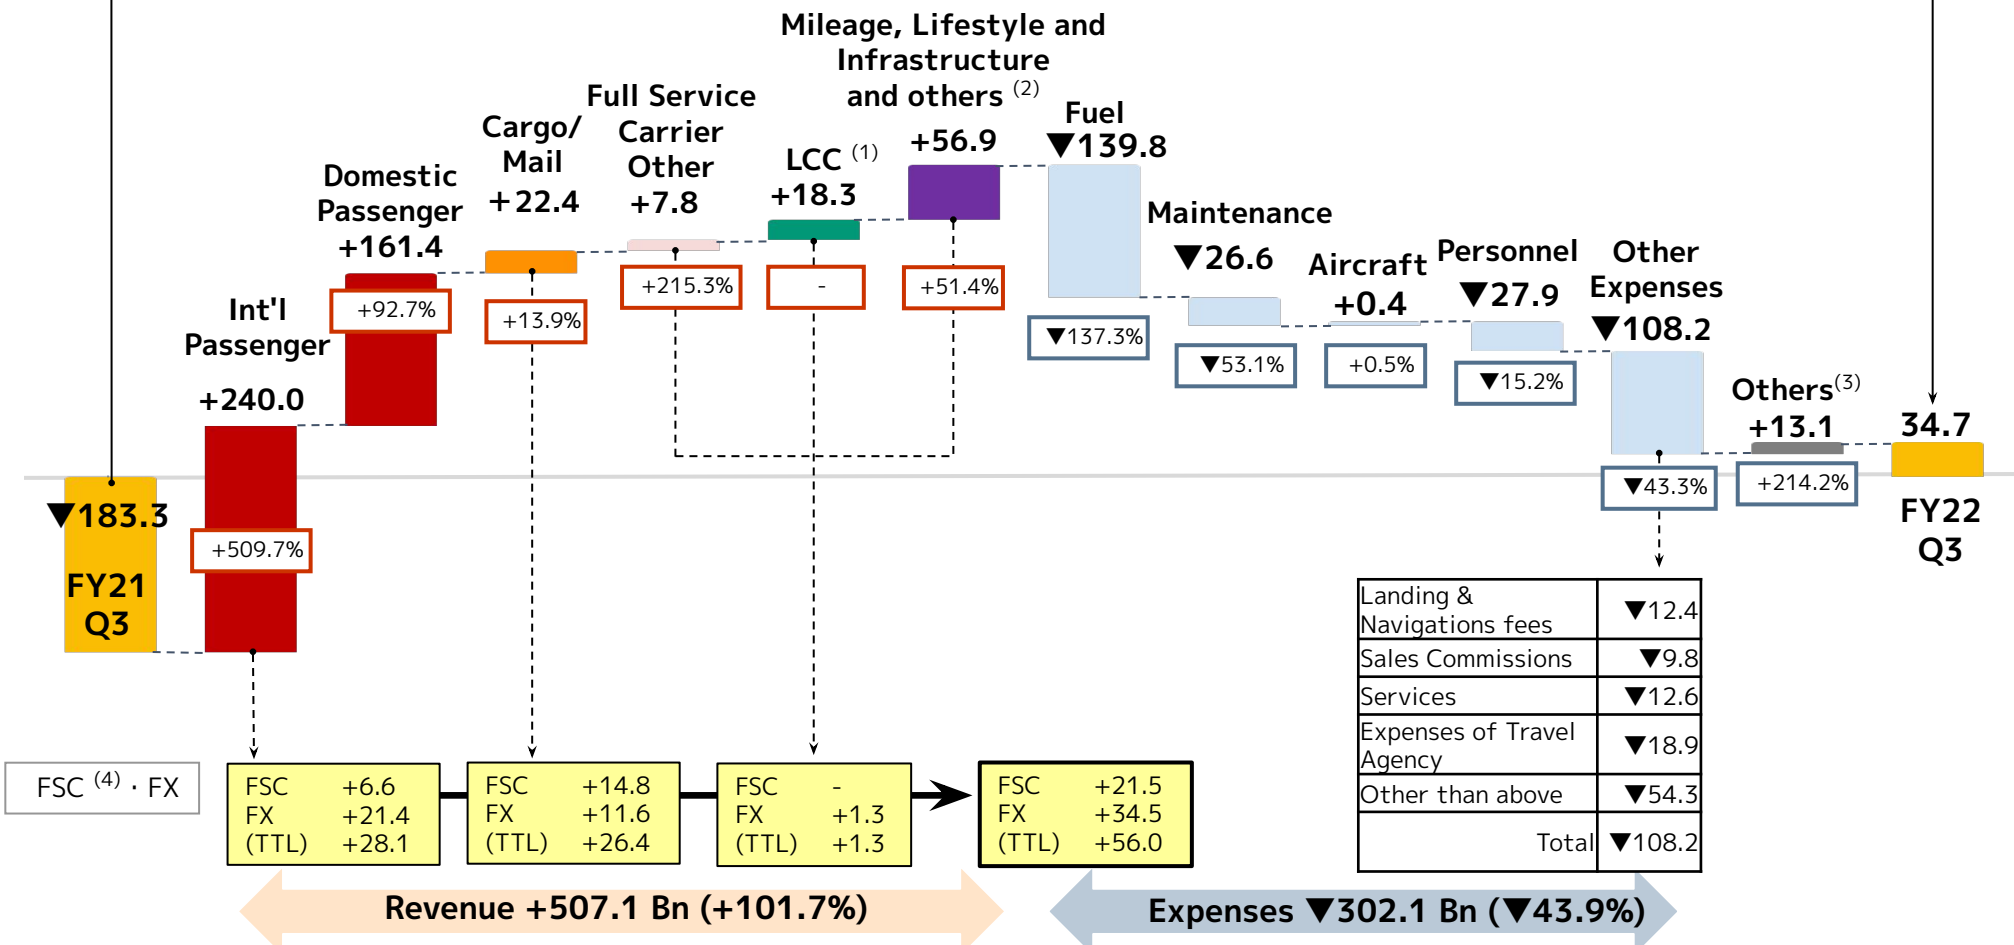 Mileage, Lifestyle and
Infrastructure
and others (2)
+56.9
Full Service
Carrier
Other
+7.8
Cargo/
Mail
+22.4
LCC (1)
+18.3
Fuel
▼139.8
Domestic
Passenger
+161.4
Maintenance
▼26.6
Aircraft
+0.4
Personnel
▼27.9
Other
Expenses
▼108.2
Int'l
Passenger
+240.0
Others(3)
+13.1
34.7
+92.7%
+13.9%
+215.3%
-
+51.4%
▼137.3%
▼53.1%
+0.5%
▼15.2%
▼43.3%
+214.2%
▼183.3
FY21
Q3
+509.7%
FY22
Q3
Landing &
Navigations fees ▼12.4
Sales Commissions ▼9.8
Services ▼12.6
Expenses of Travel
Agency ▼18.9
Other than above ▼54.3
Total ▼108.2
FSC (4) · FX
FSC +6.6
FX +21.4
(TTL) +28.1
FSC +14.8
FX +11.6
(TTL) +26.4
FSC -
FX +1.3
(TTL) +1.3
FSC +21.5
FX +34.5
(TTL) +56.0
Revenue +507.1 Bn (+101.7%)
Expenses ▼302.1 Bn (▼43.9%)